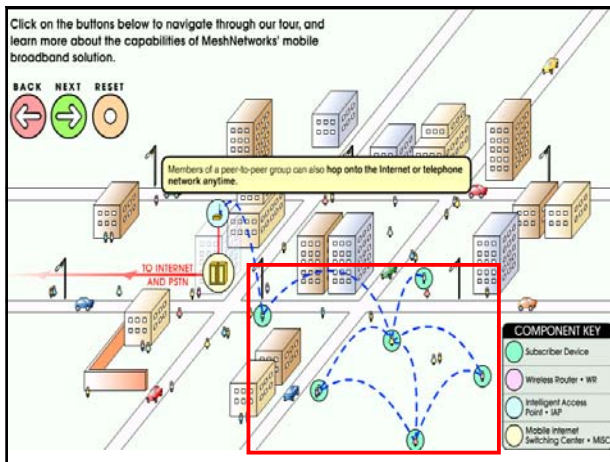 Click on the buttons below to navigate through our tour, and
learn more about the capabilities of MeshNetworks' mobile
broadband solution.
BACK NEXT RESET
Members of a peer-to-peer group can also hop onto the Internet or telephone
network anytime.
TO INTERNET
AND PSTN
COMPONENT KEY
Subscriber Device
Wireless Router • WR
Intelligent Access
Point • IAP
Mobile Internet
Switching Center • MiSC